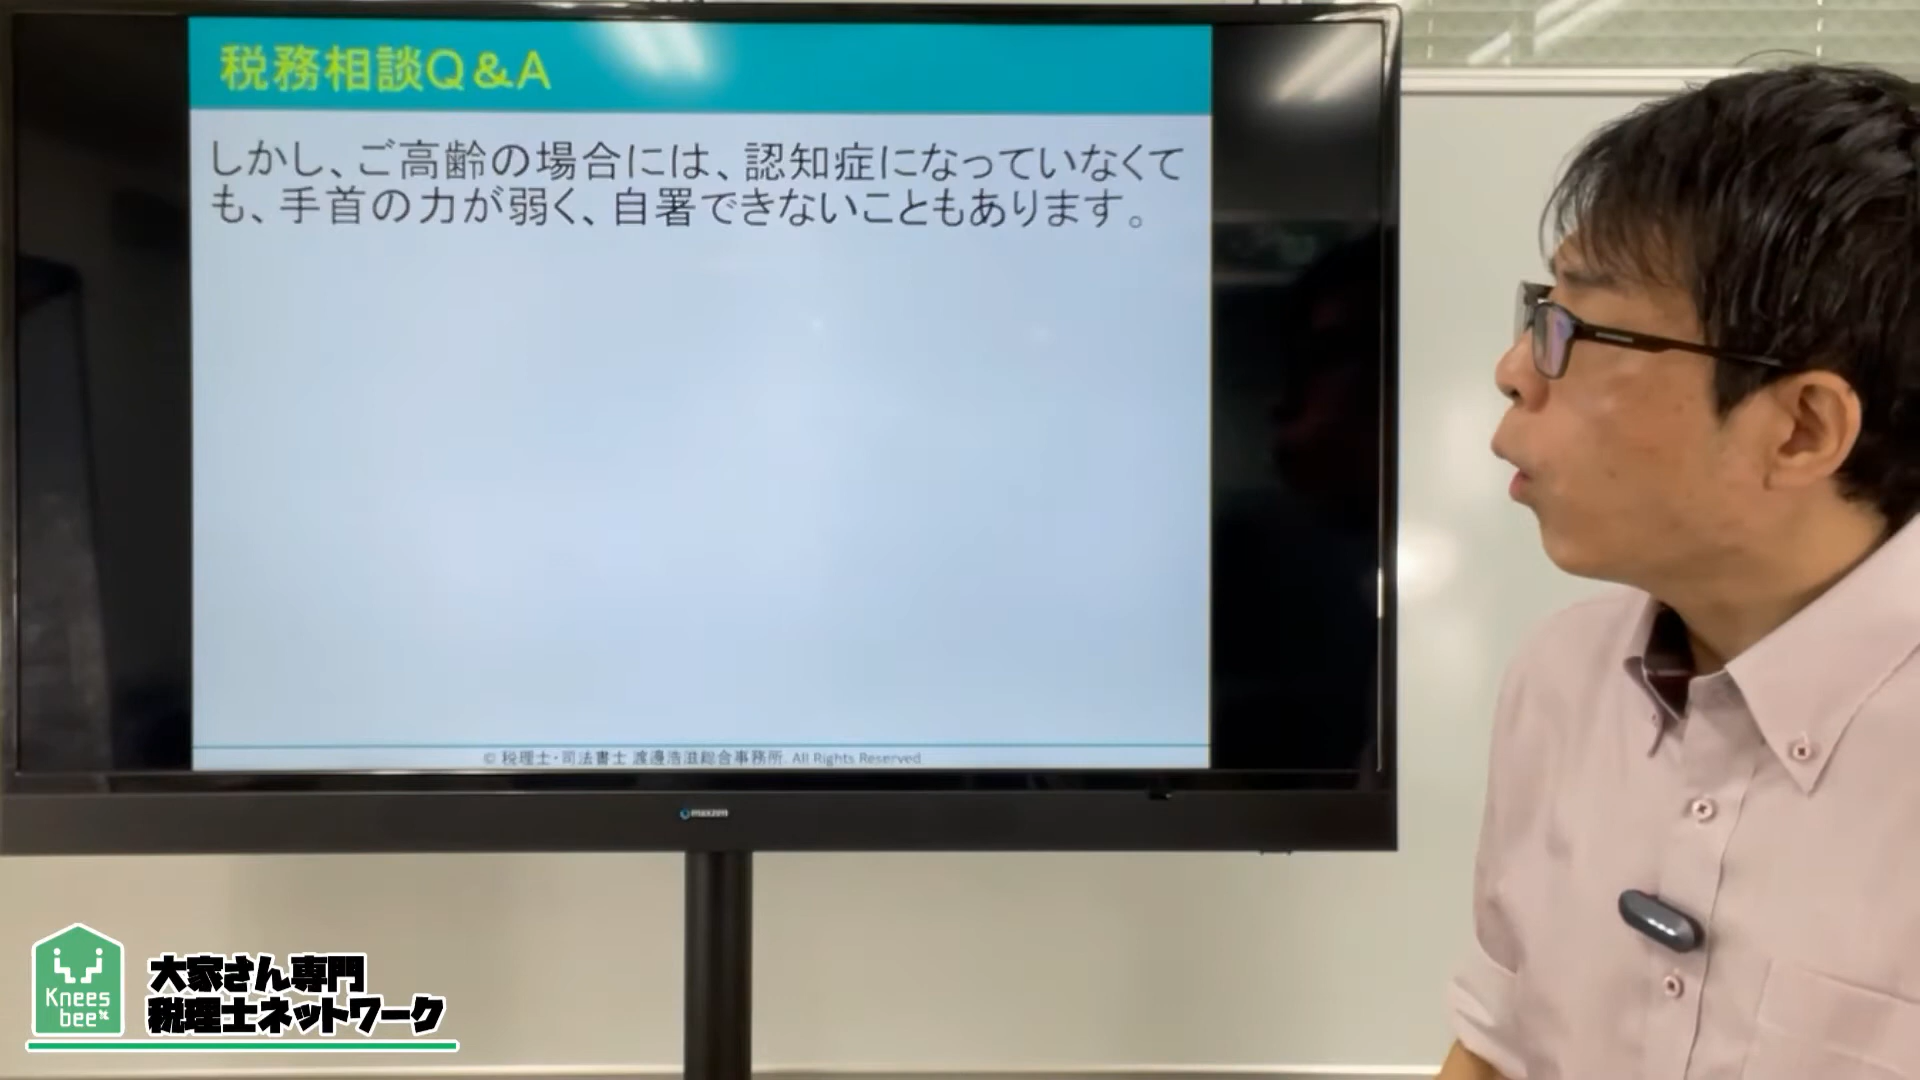 税務相談Q&A
しかし、ご高齢の場合には、認知症になっていなくて
も、手首の力が弱く、自署できないこともあります。
© 税理士・司法書士 渡邊浩滋総合事務所. All Rights Reserved
maxzen
Knees
bee
大家さん専門
税理士ネットワーク